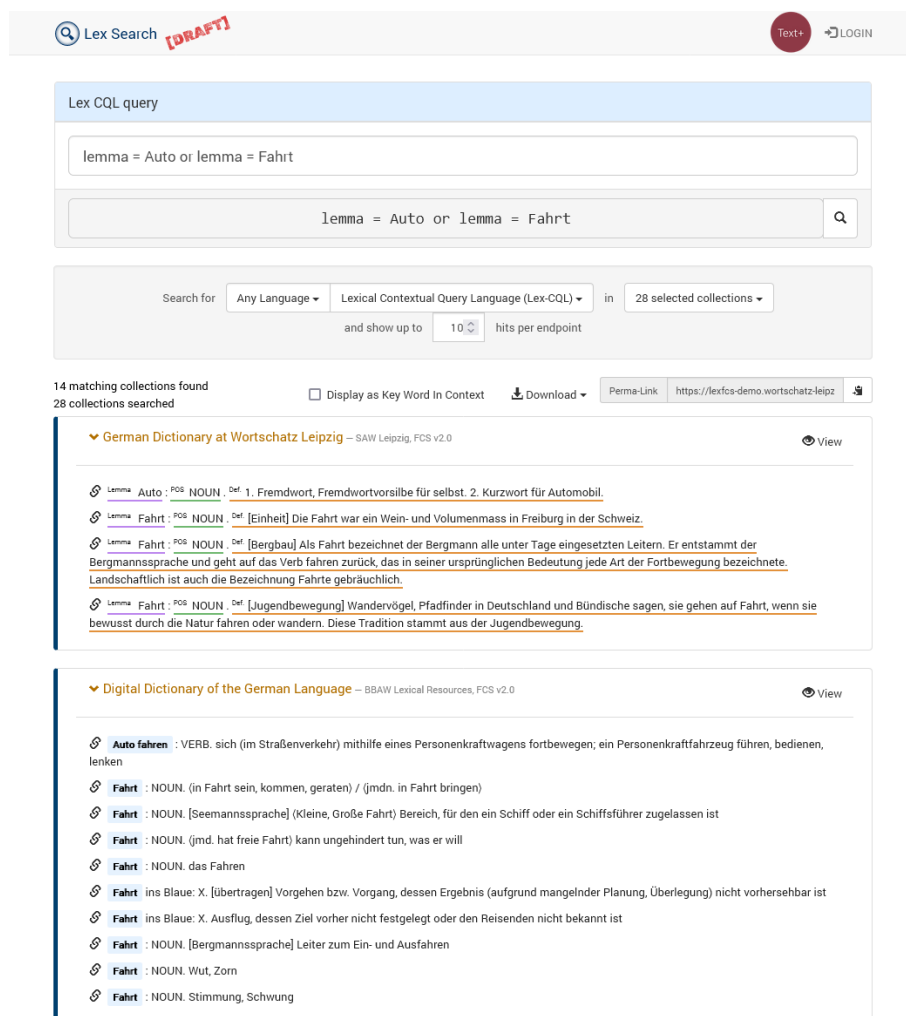 Lex Search [DRAFT]
Text+ LOGIN
Lex CQL query
lemma = Auto or lemma = Fahrt
lemma = Auto or lemma = Fahrt
Search for Any Language Lexical Contextual Query Language (Lex-CQL) in 28 selected collections
and show up to 10 hits per endpoint
14 matching collections found
28 collections searched
Display as Key Word In Context Download Perma-Link https://lexfcs-demo.wortschatz-leipz
German Dictionary at Wortschatz Leipzig – SAW Leipzig, FCS v2.0 View
Lemma Auto : POS NOUN . Def. 1. Fremdwort, Fremdwortvorsilbe für selbst. 2. Kurzwort für Automobil.
Lemma Fahrt : POS NOUN . Def. [Einheit] Die Fahrt war ein Wein- und Volumenmass in Freiburg in der Schweiz.
Lemma Fahrt : POS NOUN . Def. [Bergbau] Als Fahrt bezeichnet der Bergmann alle unter Tage eingesetzten Leitern. Er entstammt der
Bergmannssprache und geht auf das Verb fahren zurück, das in seiner ursprünglichen Bedeutung jede Art der Fortbewegung bezeichnete.
Landschaftlich ist auch die Bezeichnung Fahrte gebräuchlich.
Lemma Fahrt : POS NOUN . Def. [Jugendbewegung] Wandervögel, Pfadfinder in Deutschland und Bündische sagen, sie gehen auf Fahrt, wenn sie
bewusst durch die Natur fahren oder wandern. Diese Tradition stammt aus der Jugendbewegung.
Digital Dictionary of the German Language – BBAW Lexical Resources, FCS v2.0 View
Auto fahren : VERB. sich (im Straßenverkehr) mithilfe eines Personenkraftwagens fortbewegen; ein Personenkraftfahrzeug führen, bedienen,
lenken
Fahrt : NOUN. ⟨in Fahrt sein, kommen, geraten⟩ / ⟨jmdn. in Fahrt bringen⟩
Fahrt : NOUN. [Seemannssprache] ⟨Kleine, Große Fahrt⟩ Bereich, für den ein Schiff oder ein Schiffsführer zugelassen ist
Fahrt : NOUN. ⟨jmd. hat freie Fahrt⟩ kann ungehindert tun, was er will
Fahrt : NOUN. das Fahren
Fahrt ins Blaue: X. [übertragen] Vorgehen bzw. Vorgang, dessen Ergebnis (aufgrund mangelnder Planung, Überlegung) nicht vorhersehbar ist
Fahrt ins Blaue: X. Ausflug, dessen Ziel vorher nicht festgelegt oder den Reisenden nicht bekannt ist
Fahrt : NOUN. [Bergmannssprache] Leiter zum Ein- und Ausfahren
Fahrt : NOUN. Wut, Zorn
Fahrt : NOUN. Stimmung, Schwung